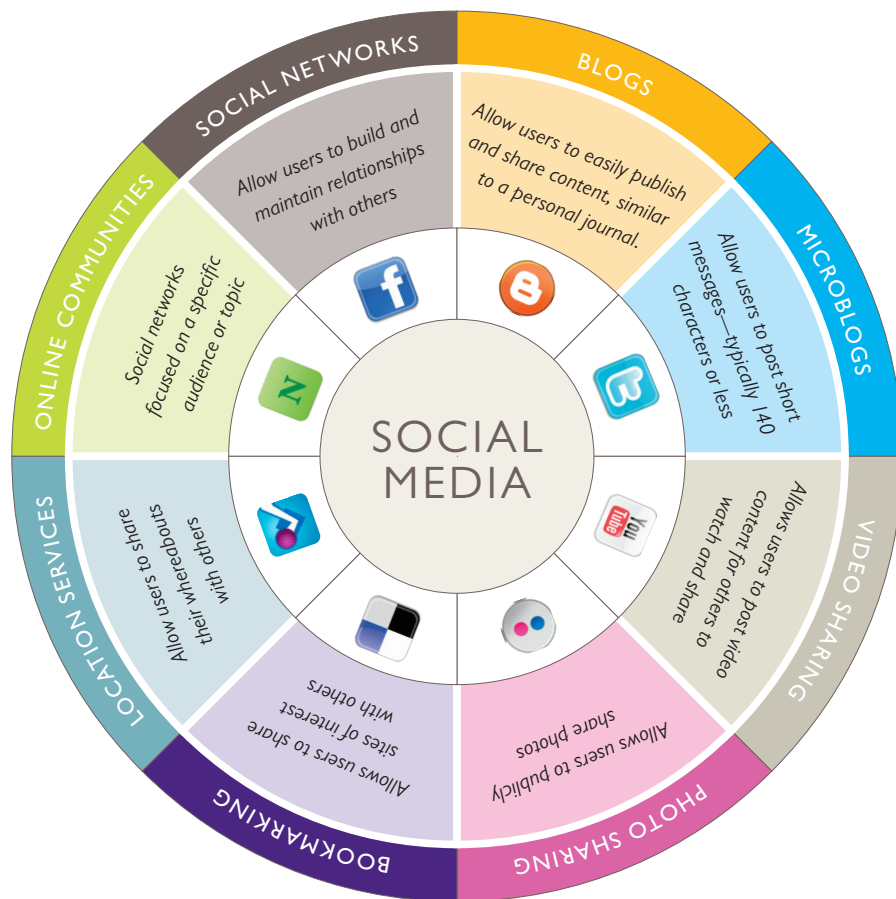 SOCIAL
MEDIA
SOCIAL NETWORKS
Allow users to build and
maintain relationships
with others
f
BLOGS
Allow users to easily publish
and share content, similar
to a personal journal.
B
MICROBLOGS
Allow users to post short
messages—typically 140
characters or less
t
VIDEO SHARING
Allows users to post video
content for others to
watch and share
You
Tube
PHOTO SHARING
Allows users to publicly
share photos
BOOKMARKING
Allows users to share
sites of interest
with others
LOCATION SERVICES
Allow users to share
their whereabouts
with others
ONLINE COMMUNITIES
Social networks
focused on a specific
audience or topic
N